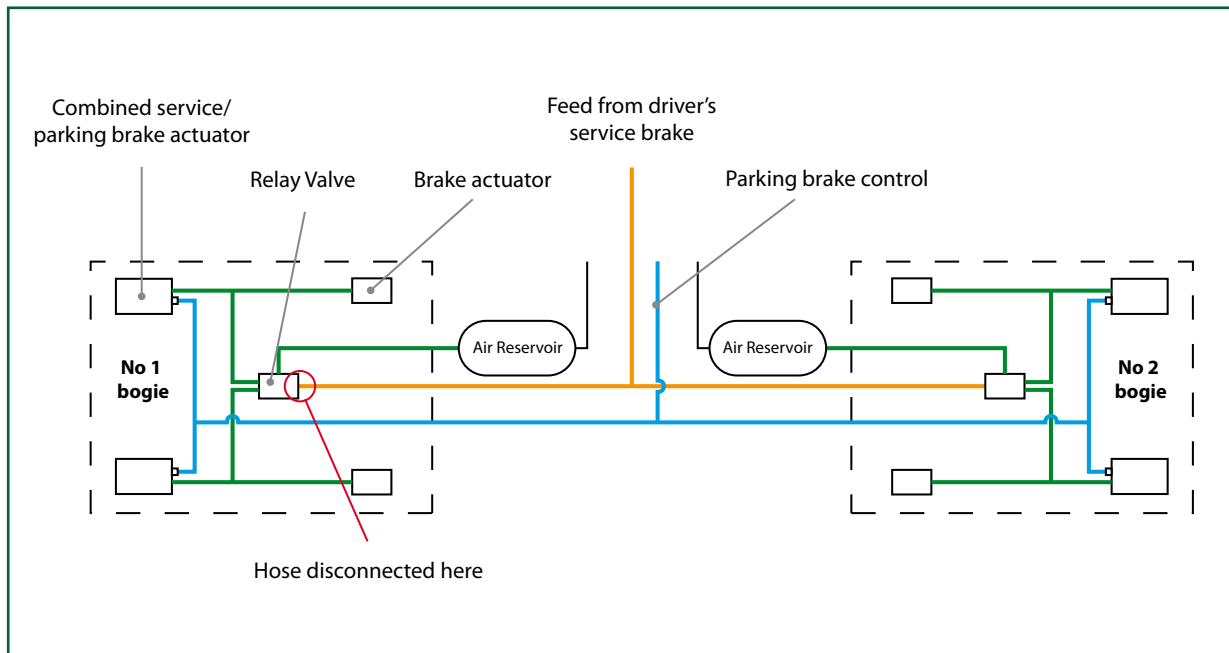 Combined service/
parking brake actuator
Feed from driver’s
service brake
Relay Valve
Brake actuator
Parking brake control
Air Reservoir
Air Reservoir
No 1
bogie
No 2
bogie
Hose disconnected here